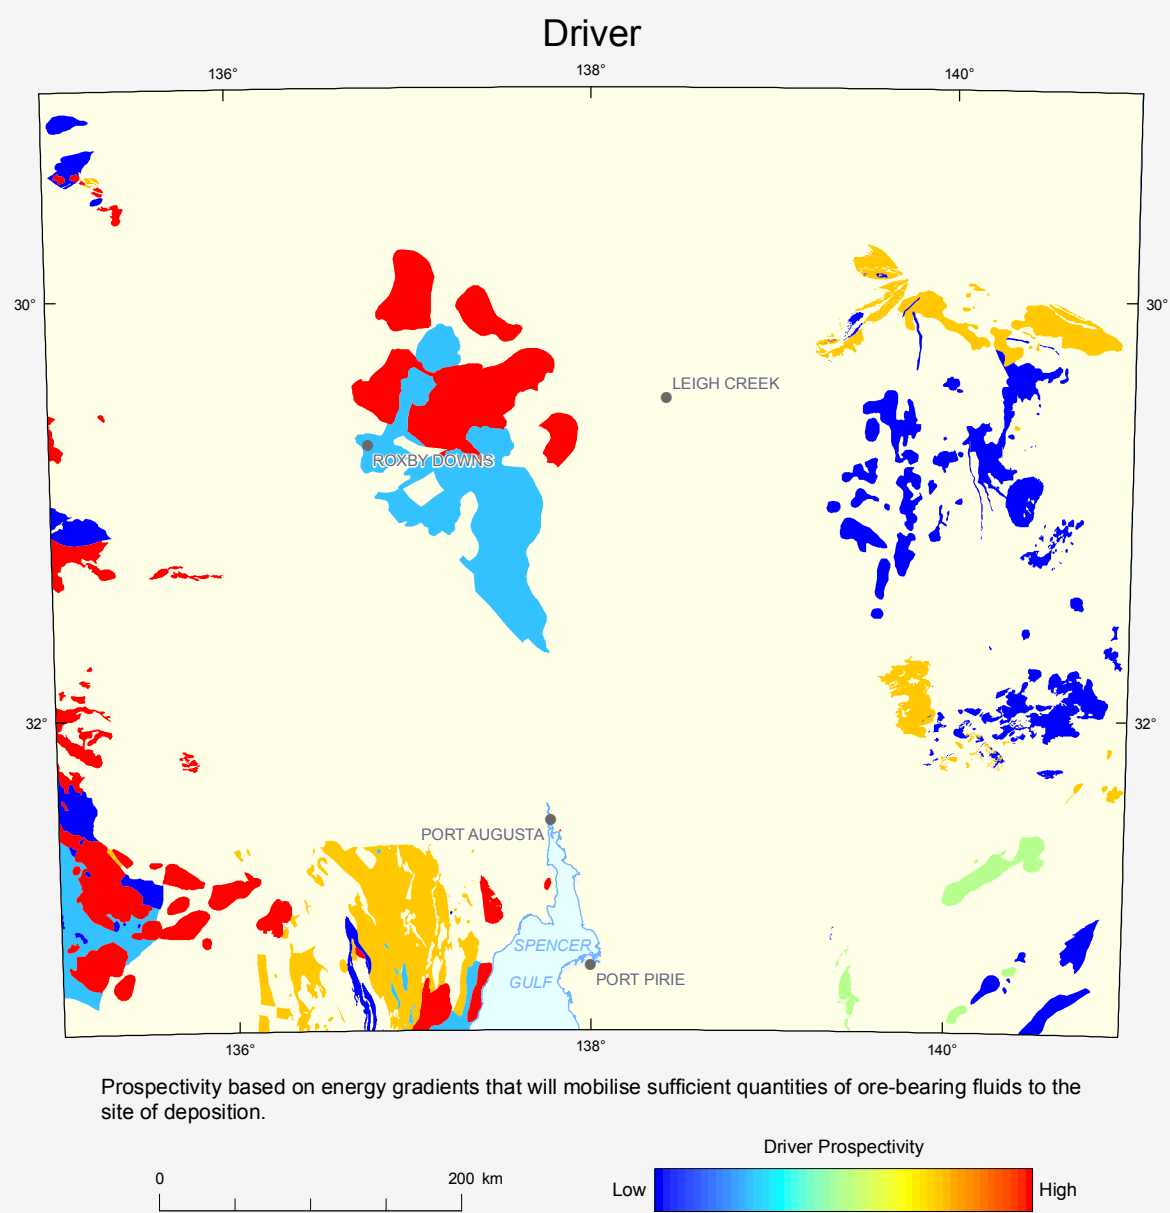 Driver
136°
138°
140°
30°
30°
LEIGH CREEK
ROXBY DOWNS
32°
32°
PORT AUGUSTA
SPENCER
GULF
PORT PIRIE
136°
138°
140°
Prospectivity based on energy gradients that will mobilise sufficient quantities of ore-bearing fluids to the
site of deposition.
Driver Prospectivity
0
200 km
Low
High